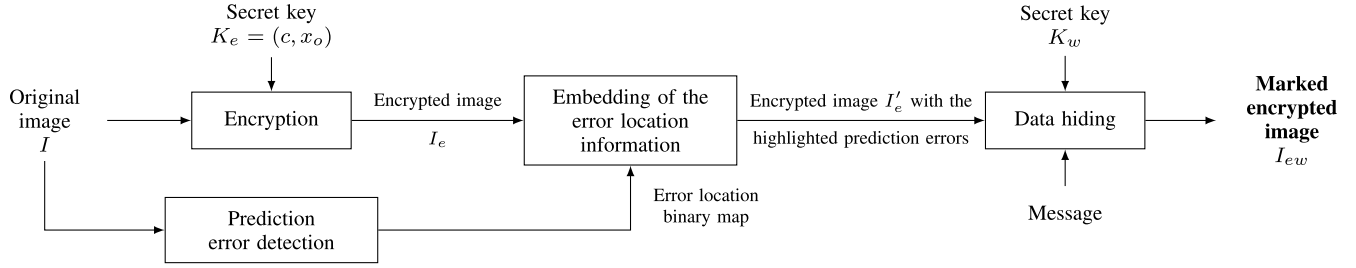 Secret key
K_e = (c, x_o)
Secret key
K_w
Original
image
I
Encryption
Encrypted image
I_e
Embedding of the
error location
information
Encrypted image I'_e with the
highlighted prediction errors
Data hiding
Marked
encrypted
image
I_{ew}
Prediction
error detection
Error location
binary map
Message